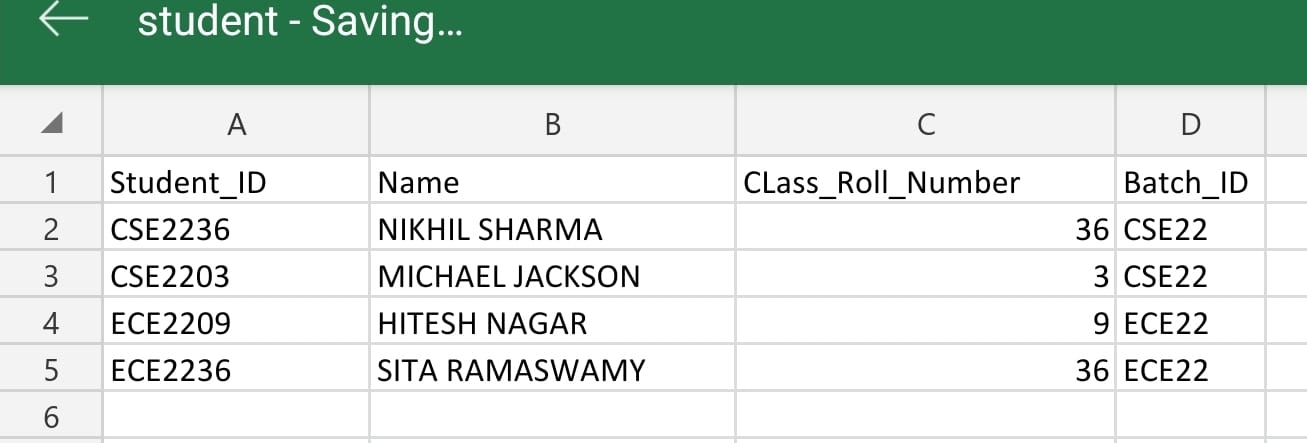 student - Saving...
A B C D
1 Student_ID Name CLass_Roll_Number Batch_ID
2 CSE2236 NIKHIL SHARMA 36 CSE22
3 CSE2203 MICHAEL JACKSON 3 CSE22
4 ECE2209 HITESH NAGAR 9 ECE22
5 ECE2236 SITA RAMASWAMY 36 ECE22
6